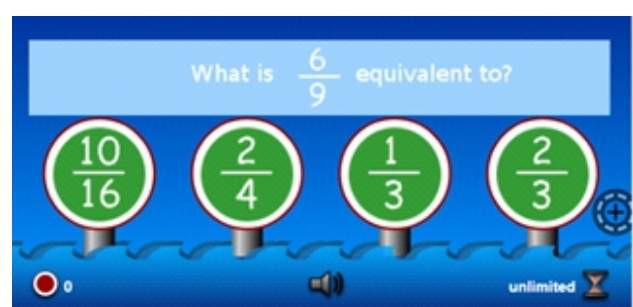 What is 6/9 equivalent to?
10/16 2/4 1/3 2/3
0 unlimited